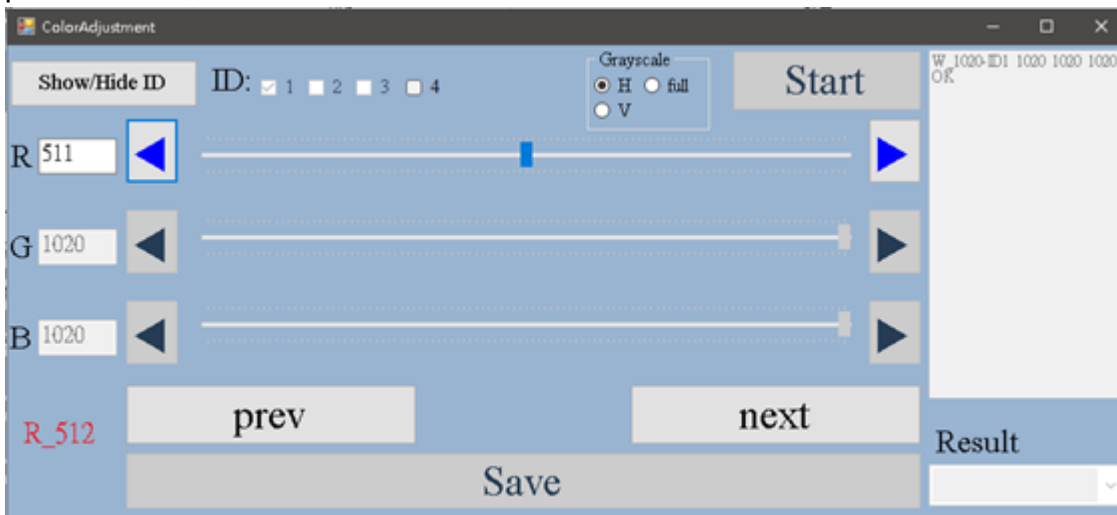 ColorAdjustment
Show/Hide ID
ID: 1 2 3 4
Grayscale
H full
V
Start
W_1020-ID1 1020 1020 1020
OK
R 511
G 1020
B 1020
prev
next
R_512
Save
Result